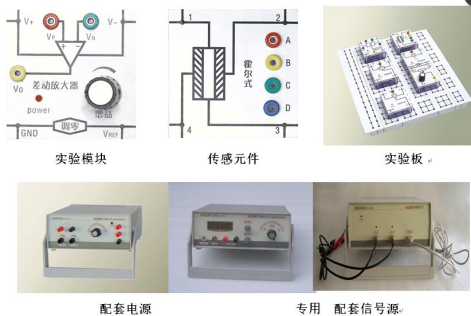 V+ VP VN V-
Vo 差动放大器
power 增益
GND 调零 VREF
1 2
霍尔式
A
B
C
D
4 3
实验模块 传感元件 实验板
配套电源 专用 配套信号源